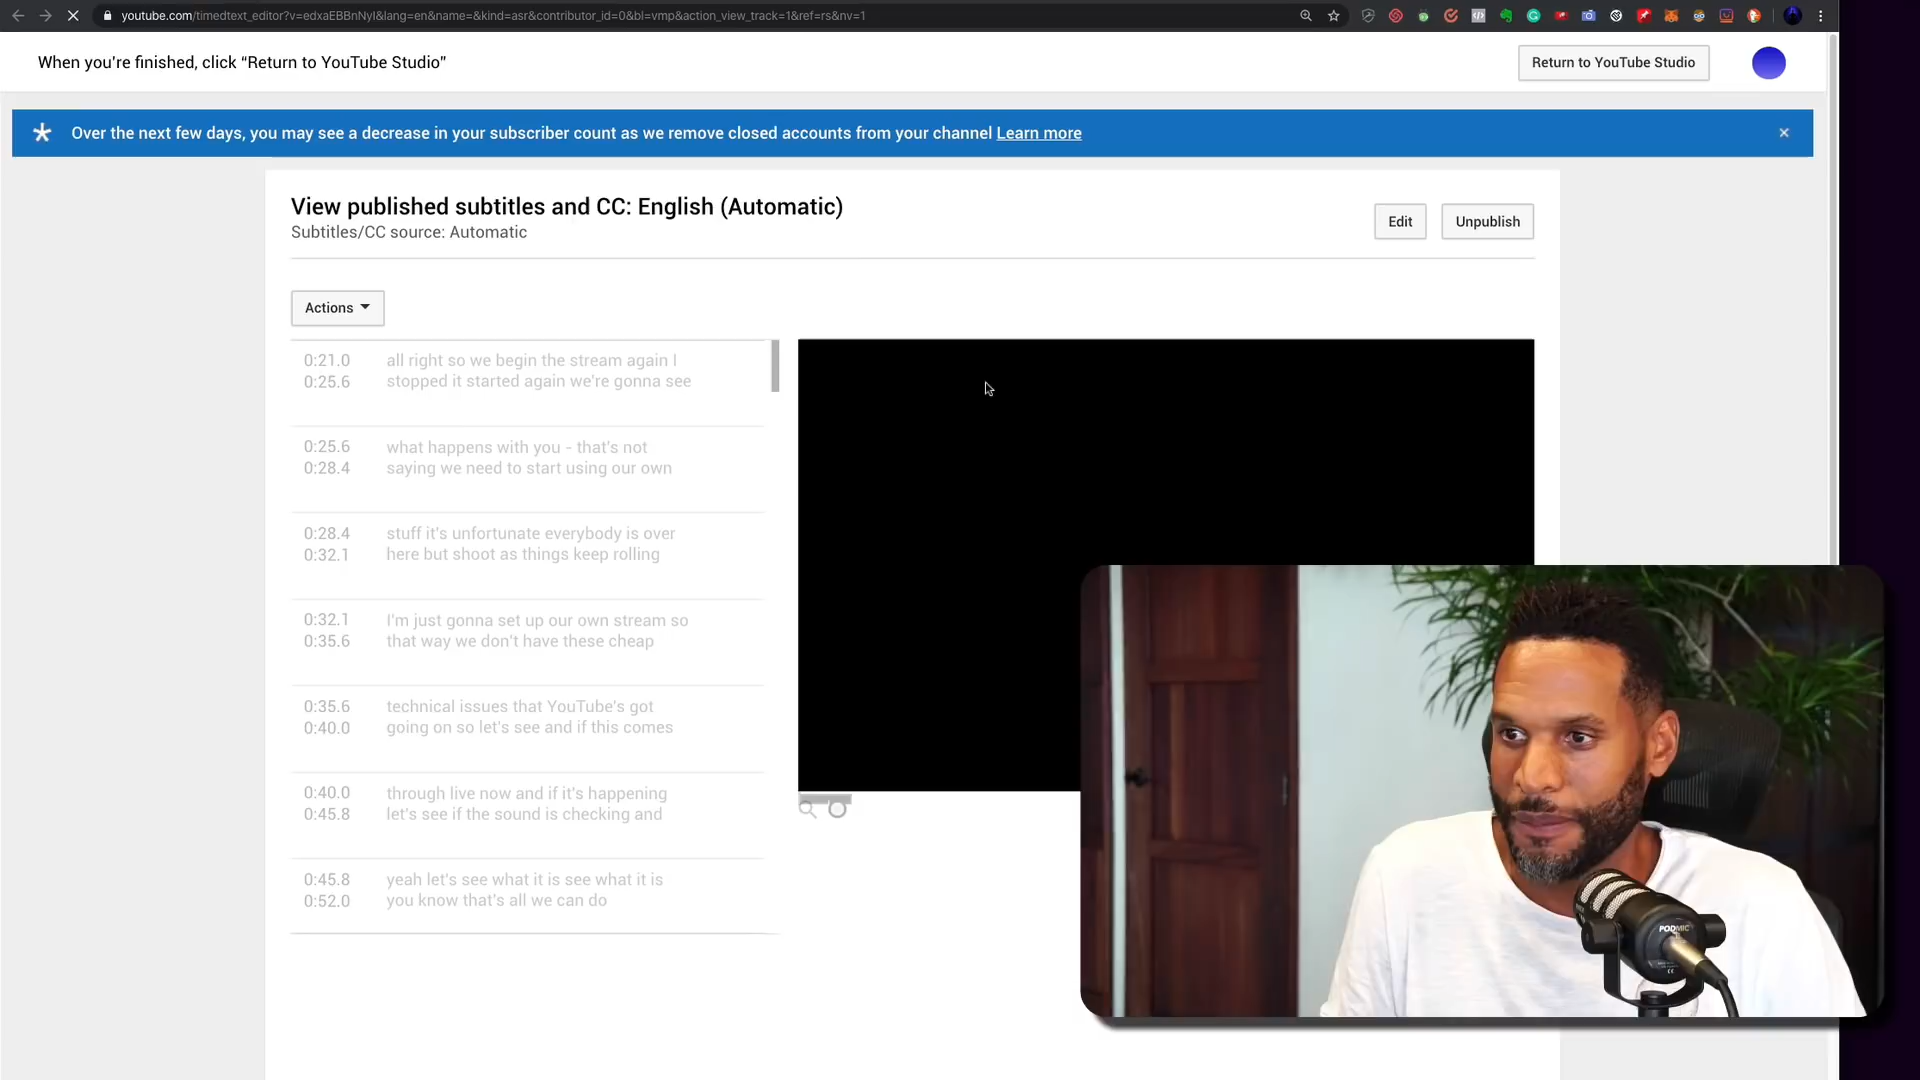 youtube.com/timedtext_editor?v=edxaEBBnNyI&lang=en&name=&kind=asr&contributor_id=0&bl=vmp&action_view_track=1&ref=rs&nv=1
When you're finished, click “Return to YouTube Studio”
Return to YouTube Studio
Over the next few days, you may see a decrease in your subscriber count as we remove closed accounts from your channel Learn more
View published subtitles and CC: English (Automatic)
Subtitles/CC source: Automatic
Edit
Unpublish
Actions
0:21.0 all right so we begin the stream again I
0:25.6 stopped it started again we're gonna see
0:25.6 what happens with you - that's not
0:28.4 saying we need to start using our own
0:28.4 stuff it's unfortunate everybody is over
0:32.1 here but shoot as things keep rolling
0:32.1 I'm just gonna set up our own stream so
0:35.6 that way we don't have these cheap
0:35.6 technical issues that YouTube's got
0:40.0 going on so let's see and if this comes
0:40.0 through live now and if it's happening
0:45.8 let's see if the sound is checking and
0:45.8 yeah let's see what it is see what it is
0:52.0 you know that's all we can do
PODMIC